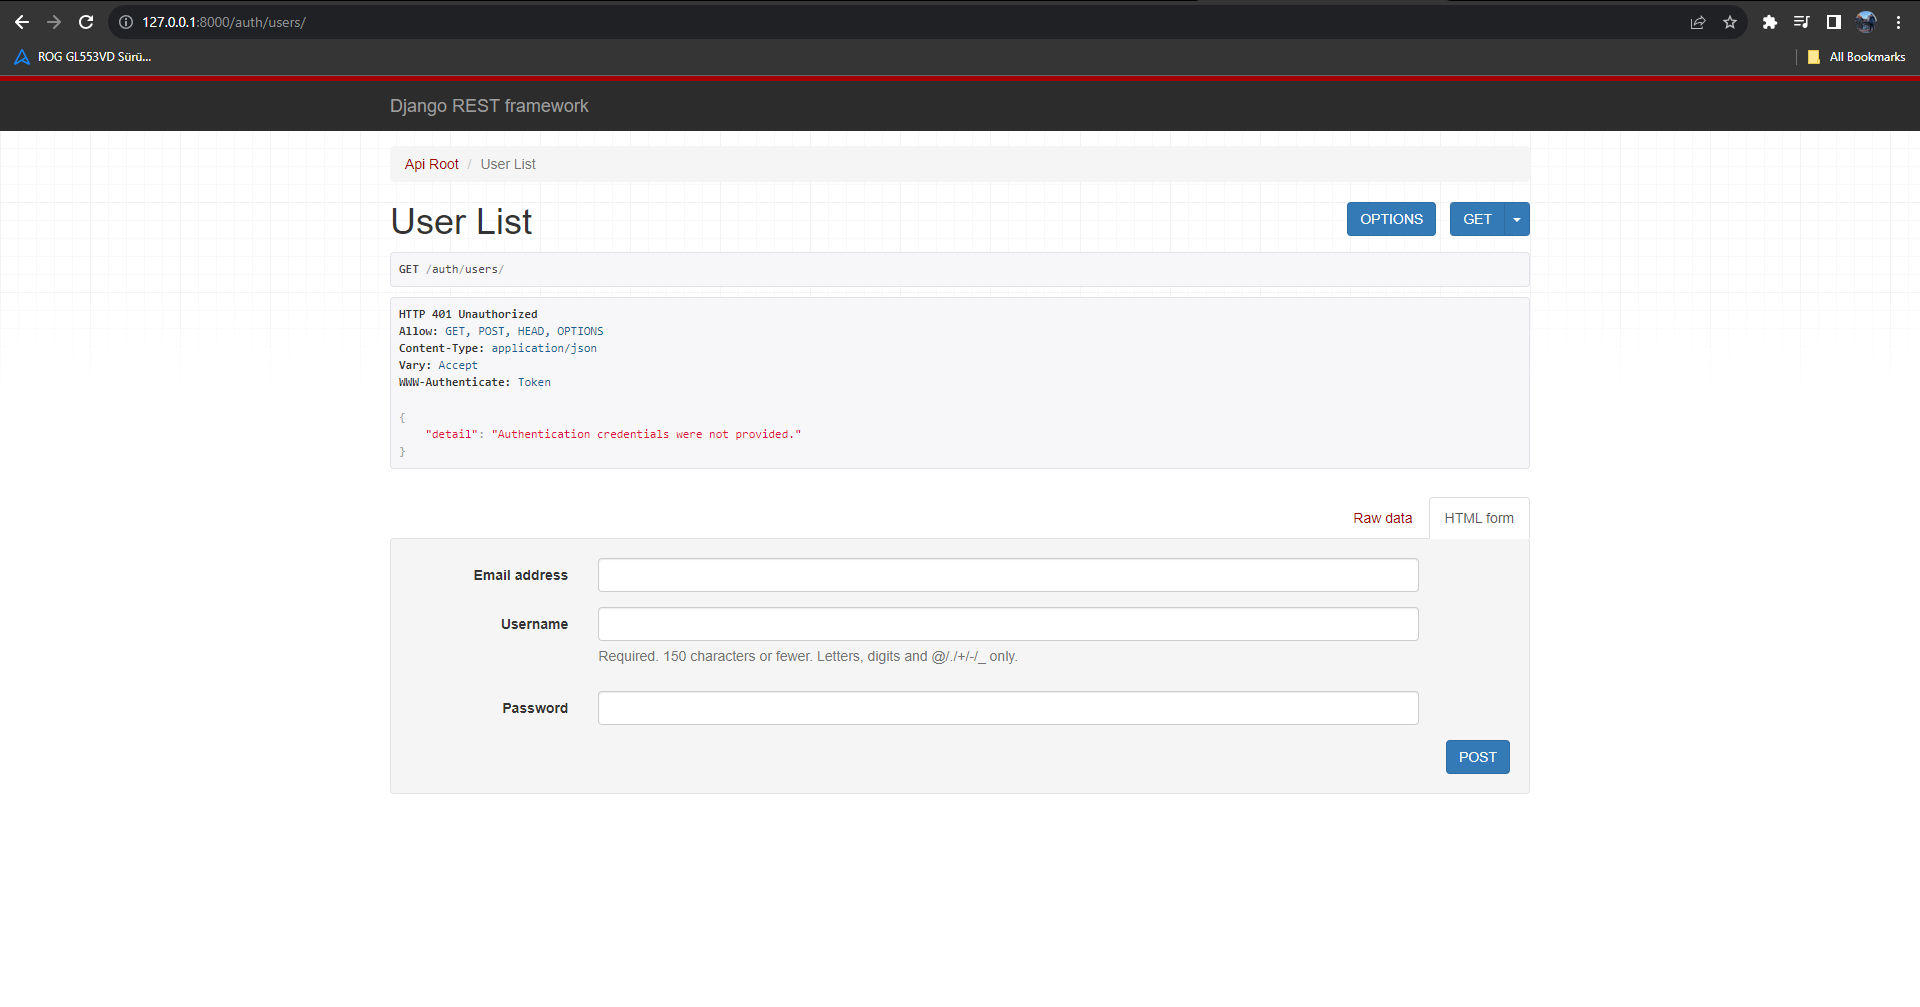 127.0.0.1:8000/auth/users/
ROG GL553VD Sürü...
All Bookmarks
Django REST framework
Api Root / User List
User List
OPTIONS
GET
GET /auth/users/
HTTP 401 Unauthorized
Allow: GET, POST, HEAD, OPTIONS
Content-Type: application/json
Vary: Accept
WWW-Authenticate: Token
{
"detail": "Authentication credentials were not provided."
}
Raw data
HTML form
Email address
Username
Required. 150 characters or fewer. Letters, digits and @/./+/-/_ only.
Password
POST